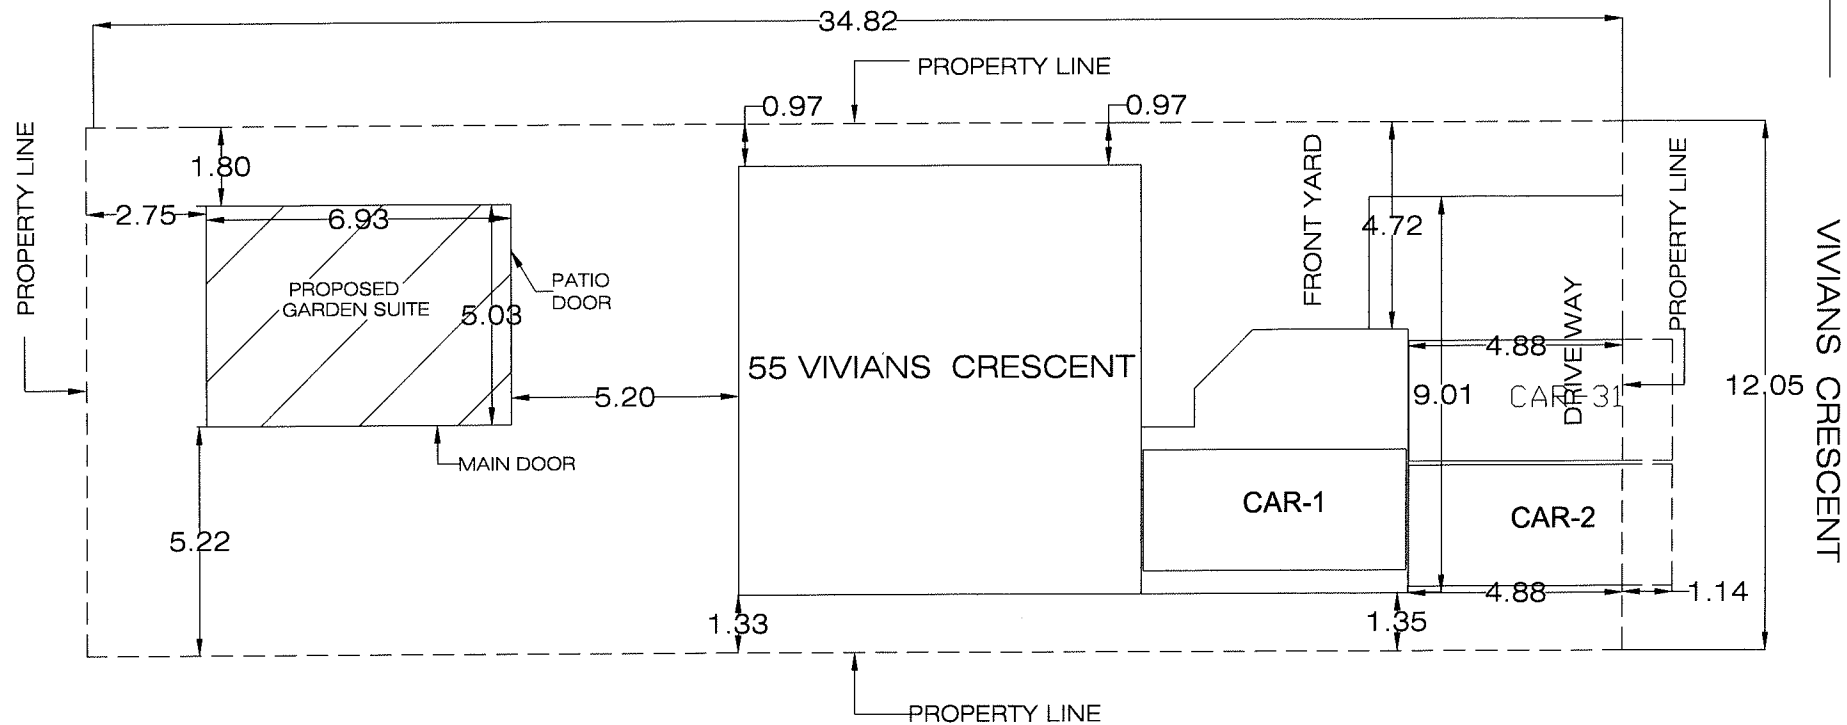 34.82
PROPERTY LINE
0.97
0.97
PROPERTY LINE
1.80
FRONT YARD
PROPERTY LINE
2.75
6.93
4.72
PROPOSED
GARDEN SUITE
5.03
PATIO
DOOR
55 VIVIANS CRESCENT
5.20
4.88
DRIVE WAY
9.01
CAR-31
12.05
VIVIANS CRESCENT
MAIN DOOR
CAR-1
CAR-2
5.22
4.88
1.14
1.33
1.35
PROPERTY LINE